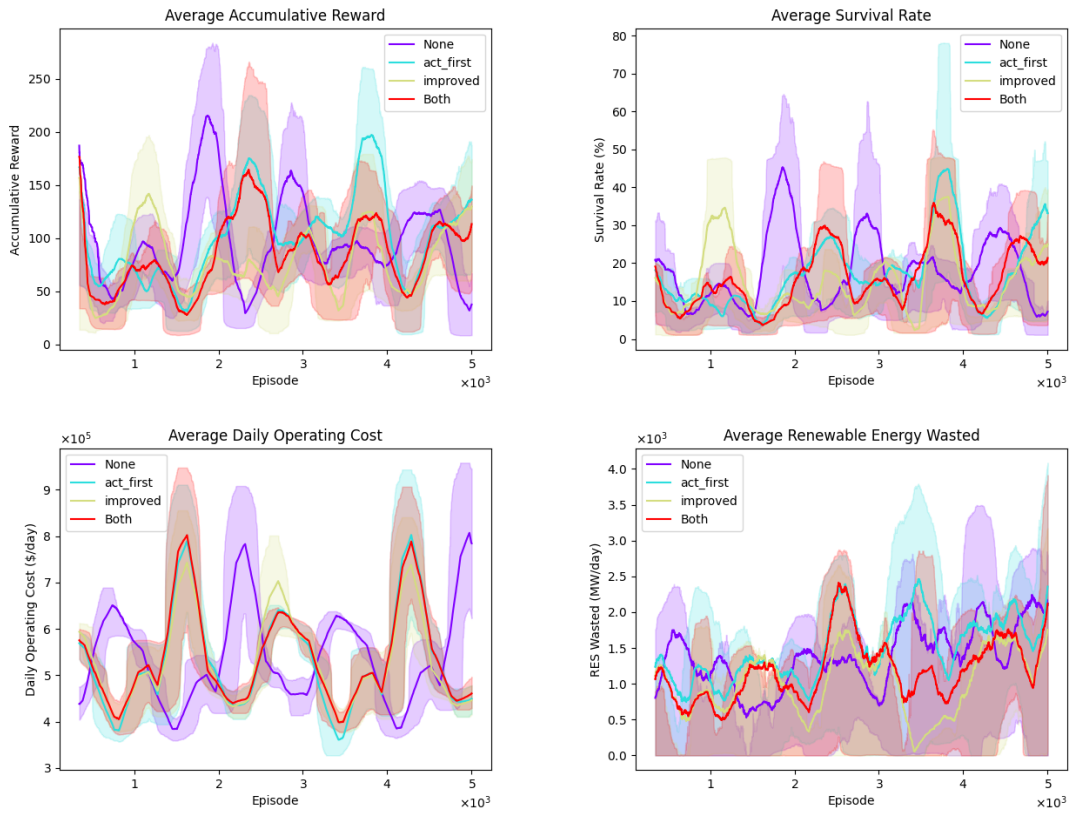 Average Accumulative Reward
Accumulative Reward
250
200
150
100
50
0
None
act_first
improved
Both
1
2
3
4
5
×10³
Episode
Average Survival Rate
Survival Rate (%)
80
70
60
50
40
30
20
10
0
None
act_first
improved
Both
1
2
3
4
5
×10³
Episode
×10⁵
Average Daily Operating Cost
Daily Operating Cost ($/day)
9
8
7
6
5
4
3
None
act_first
improved
Both
1
2
3
4
5
×10³
Episode
×10³
Average Renewable Energy Wasted
RES Wasted (MW/day)
4.0
3.5
3.0
2.5
2.0
1.5
1.0
0.5
0.0
None
act_first
improved
Both
1
2
3
4
5
×10³
Episode